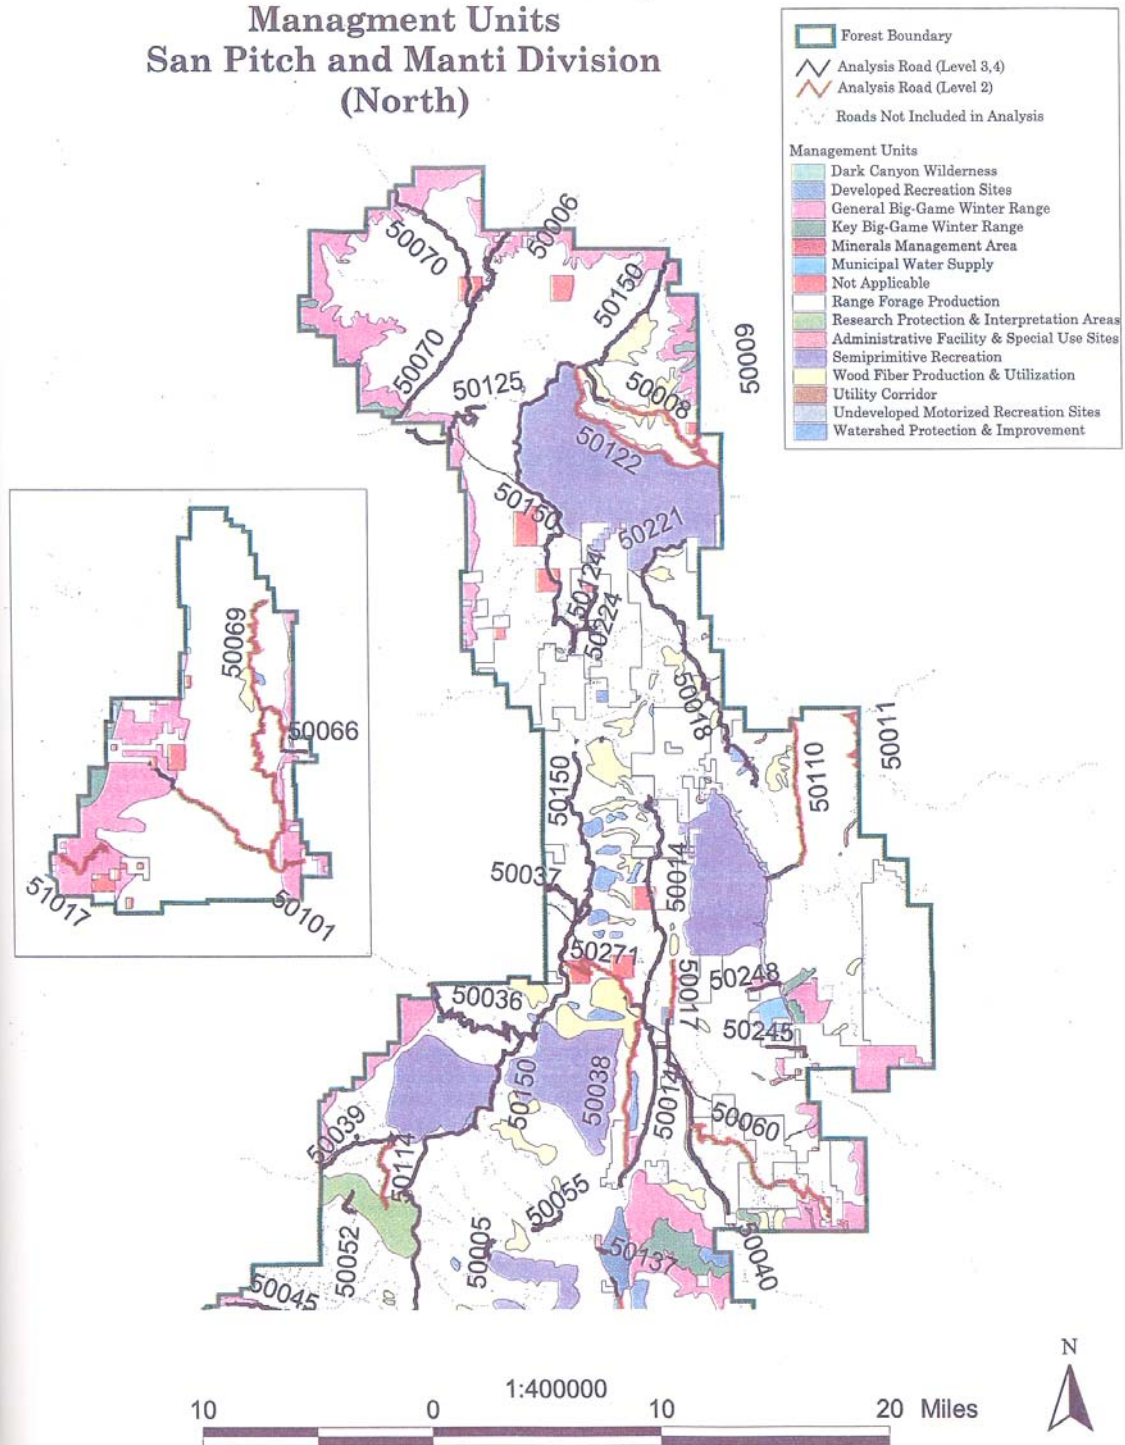 Managment Units
San Pitch and Manti Division
(North)
Forest Boundary
Analysis Road (Level 3,4)
Analysis Road (Level 2)
Roads Not Included in Analysis
Management Units
Dark Canyon Wilderness
Developed Recreation Sites
General Big-Game Winter Range
Key Big-Game Winter Range
Minerals Management Area
Municipal Water Supply
Not Applicable
Range Forage Production
Research Protection & Interpretation Areas
Administrative Facility & Special Use Sites
Semiprimitive Recreation
Wood Fiber Production & Utilization
Utility Corridor
Undeveloped Motorized Recreation Sites
Watershed Protection & Improvement
50070
50006
50150
50070
50125
50009
50008
50122
50150
50221
50124
50224
50069
50066
51017
50101
50018
50011
50110
50150
50014
50037
50271
50017
50248
50036
50245
50150
50038
50014
50060
50039
50114
50055
50052
50005
50137
50040
50045
N
1:400000
10
0
10
20 Miles